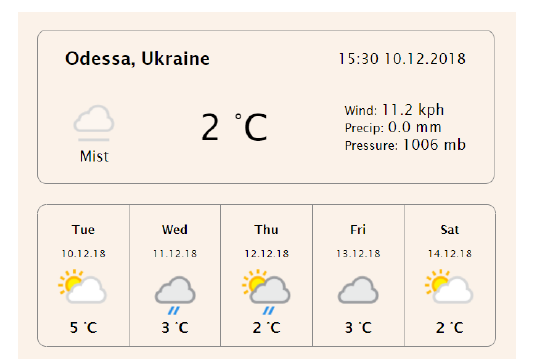 Odessa, Ukraine
15:30 10.12.2018
2 °C
Mist
Wind: 11.2 kph
Precip: 0.0 mm
Pressure: 1006 mb
Tue Wed Thu Fri Sat
10.12.18 11.12.18 12.12.18 13.12.18 14.12.18
5 °C 3 °C 2 °C 3 °C 2 °C